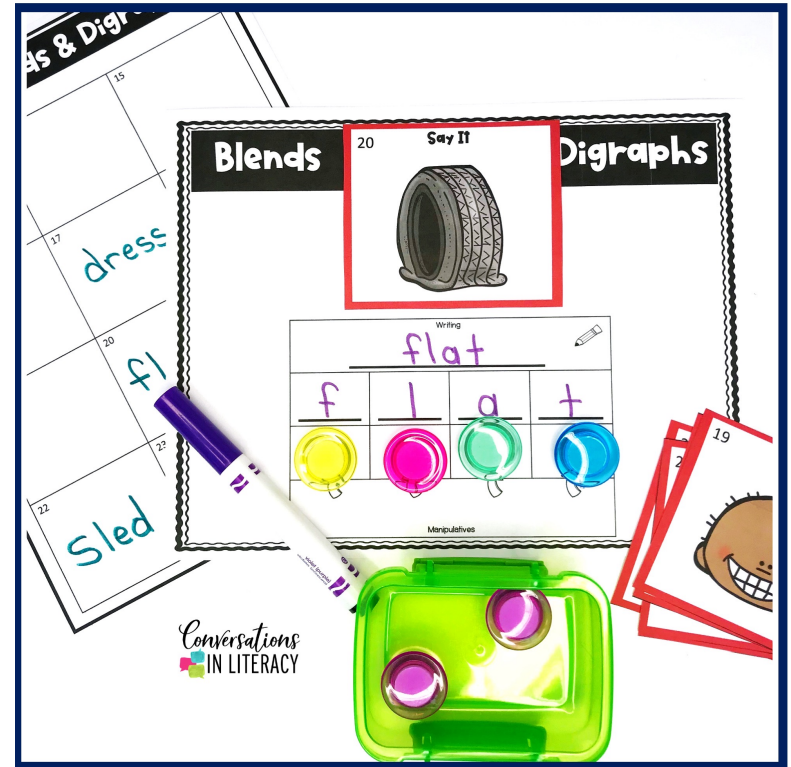 ds & Digr
15
17
dress
20
fl
22
Sled
Blends
Digraphs
20
Say It
Writing
flat
f l a t
Manipulatives
19
2
Conversations
IN LITERACY